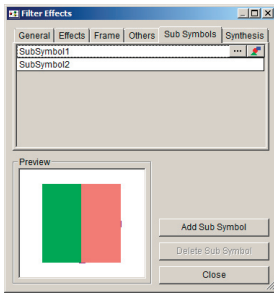 Filter Effects
General Effects Frame Others Sub Symbols Synthesis
SubSymbol1 ...
SubSymbol2
Preview
Add Sub Symbol
Delete Sub Symbol
Close